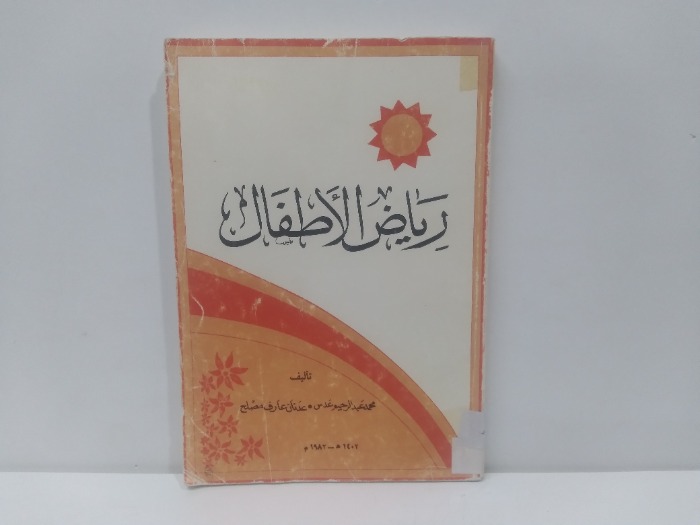 رياض الأطفال
تأليف
محمد عبد الرحيم عدس • عدنان عارف مصلح
١٤٠٢ هـ - ١٩٨٢ م